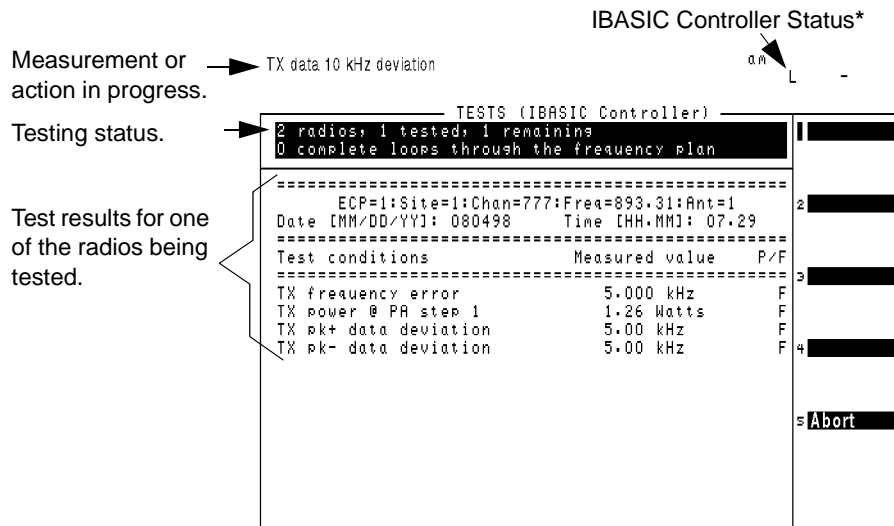 IBASIC Controller Status*
Measurement or
action in progress.
TX data 10 kHz deviation
am
L -
TESTS (IBASIC Controller)
Testing status.
2 radios, 1 tested, 1 remaining
0 complete loops through the frequency plan
1
==================================================
ECP=1:Site=1:Chan=777:Freq=893.31:Ant=1
2
Date [MM/DD/YY]: 080498 Time [HH.MM]: 07.29
==================================================
Test results for one
of the radios being
tested.
Test conditions Measured value P/F
==================================================
3
TX frequency error 5.000 kHz F
TX power @ PA step 1 1.26 Watts F
TX pk+ data deviation 5.00 kHz F
TX pk- data deviation 5.00 kHz F
4
5 Abort